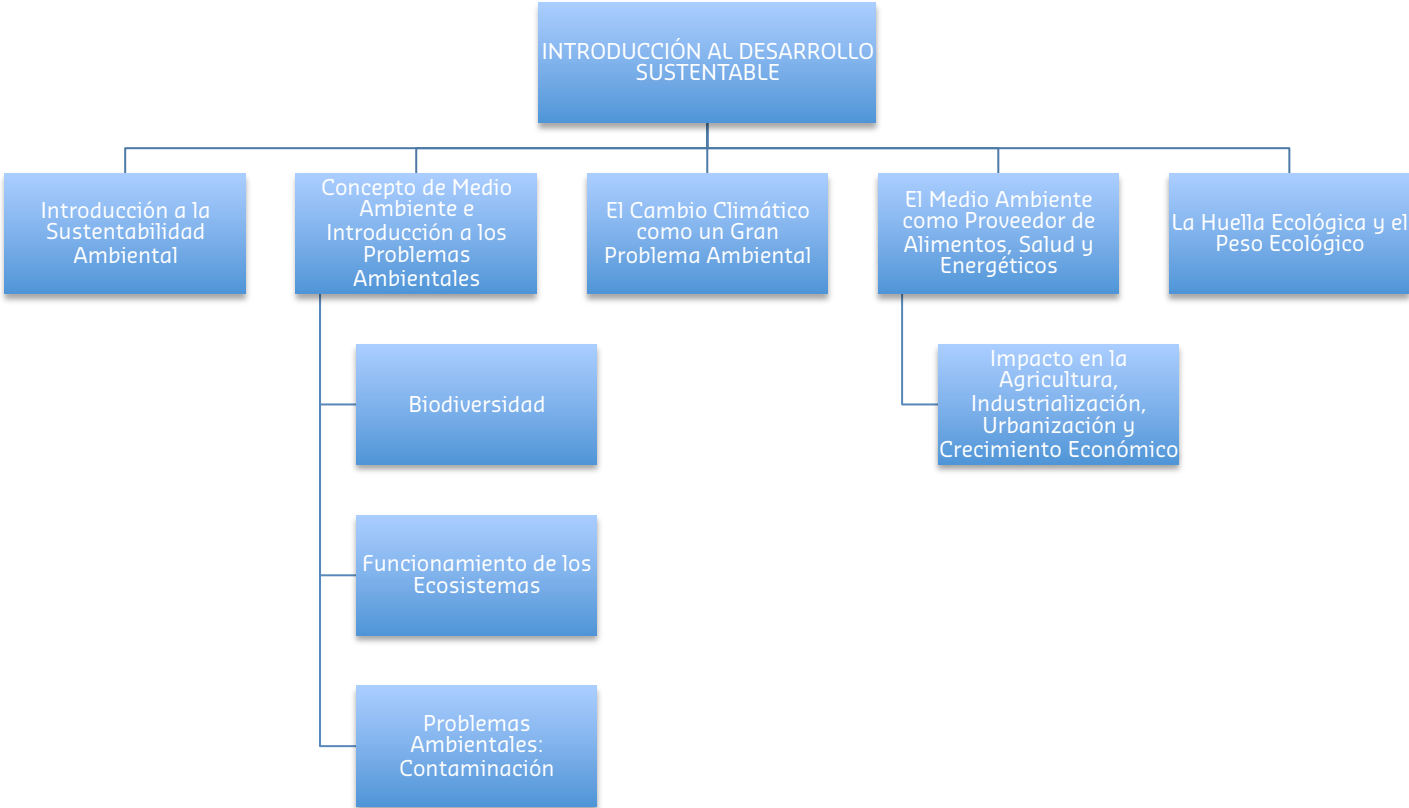 INTRODUCCIÓN AL DESARROLLO
SUSTENTABLE
Introducción a la
Sustentabilidad
Ambiental
Concepto de Medio
Ambiente e
Introducción a los
Problemas
Ambientales
El Cambio Climático
como un Gran
Problema Ambiental
El Medio Ambiente
como Proveedor de
Alimentos, Salud y
Energéticos
La Huella Ecológica y el
Peso Ecológico
Biodiversidad
Impacto en la
Agricultura,
Industrialización,
Urbanización y
Crecimiento Económico
Funcionamiento de los
Ecosistemas
Problemas
Ambientales:
Contaminación